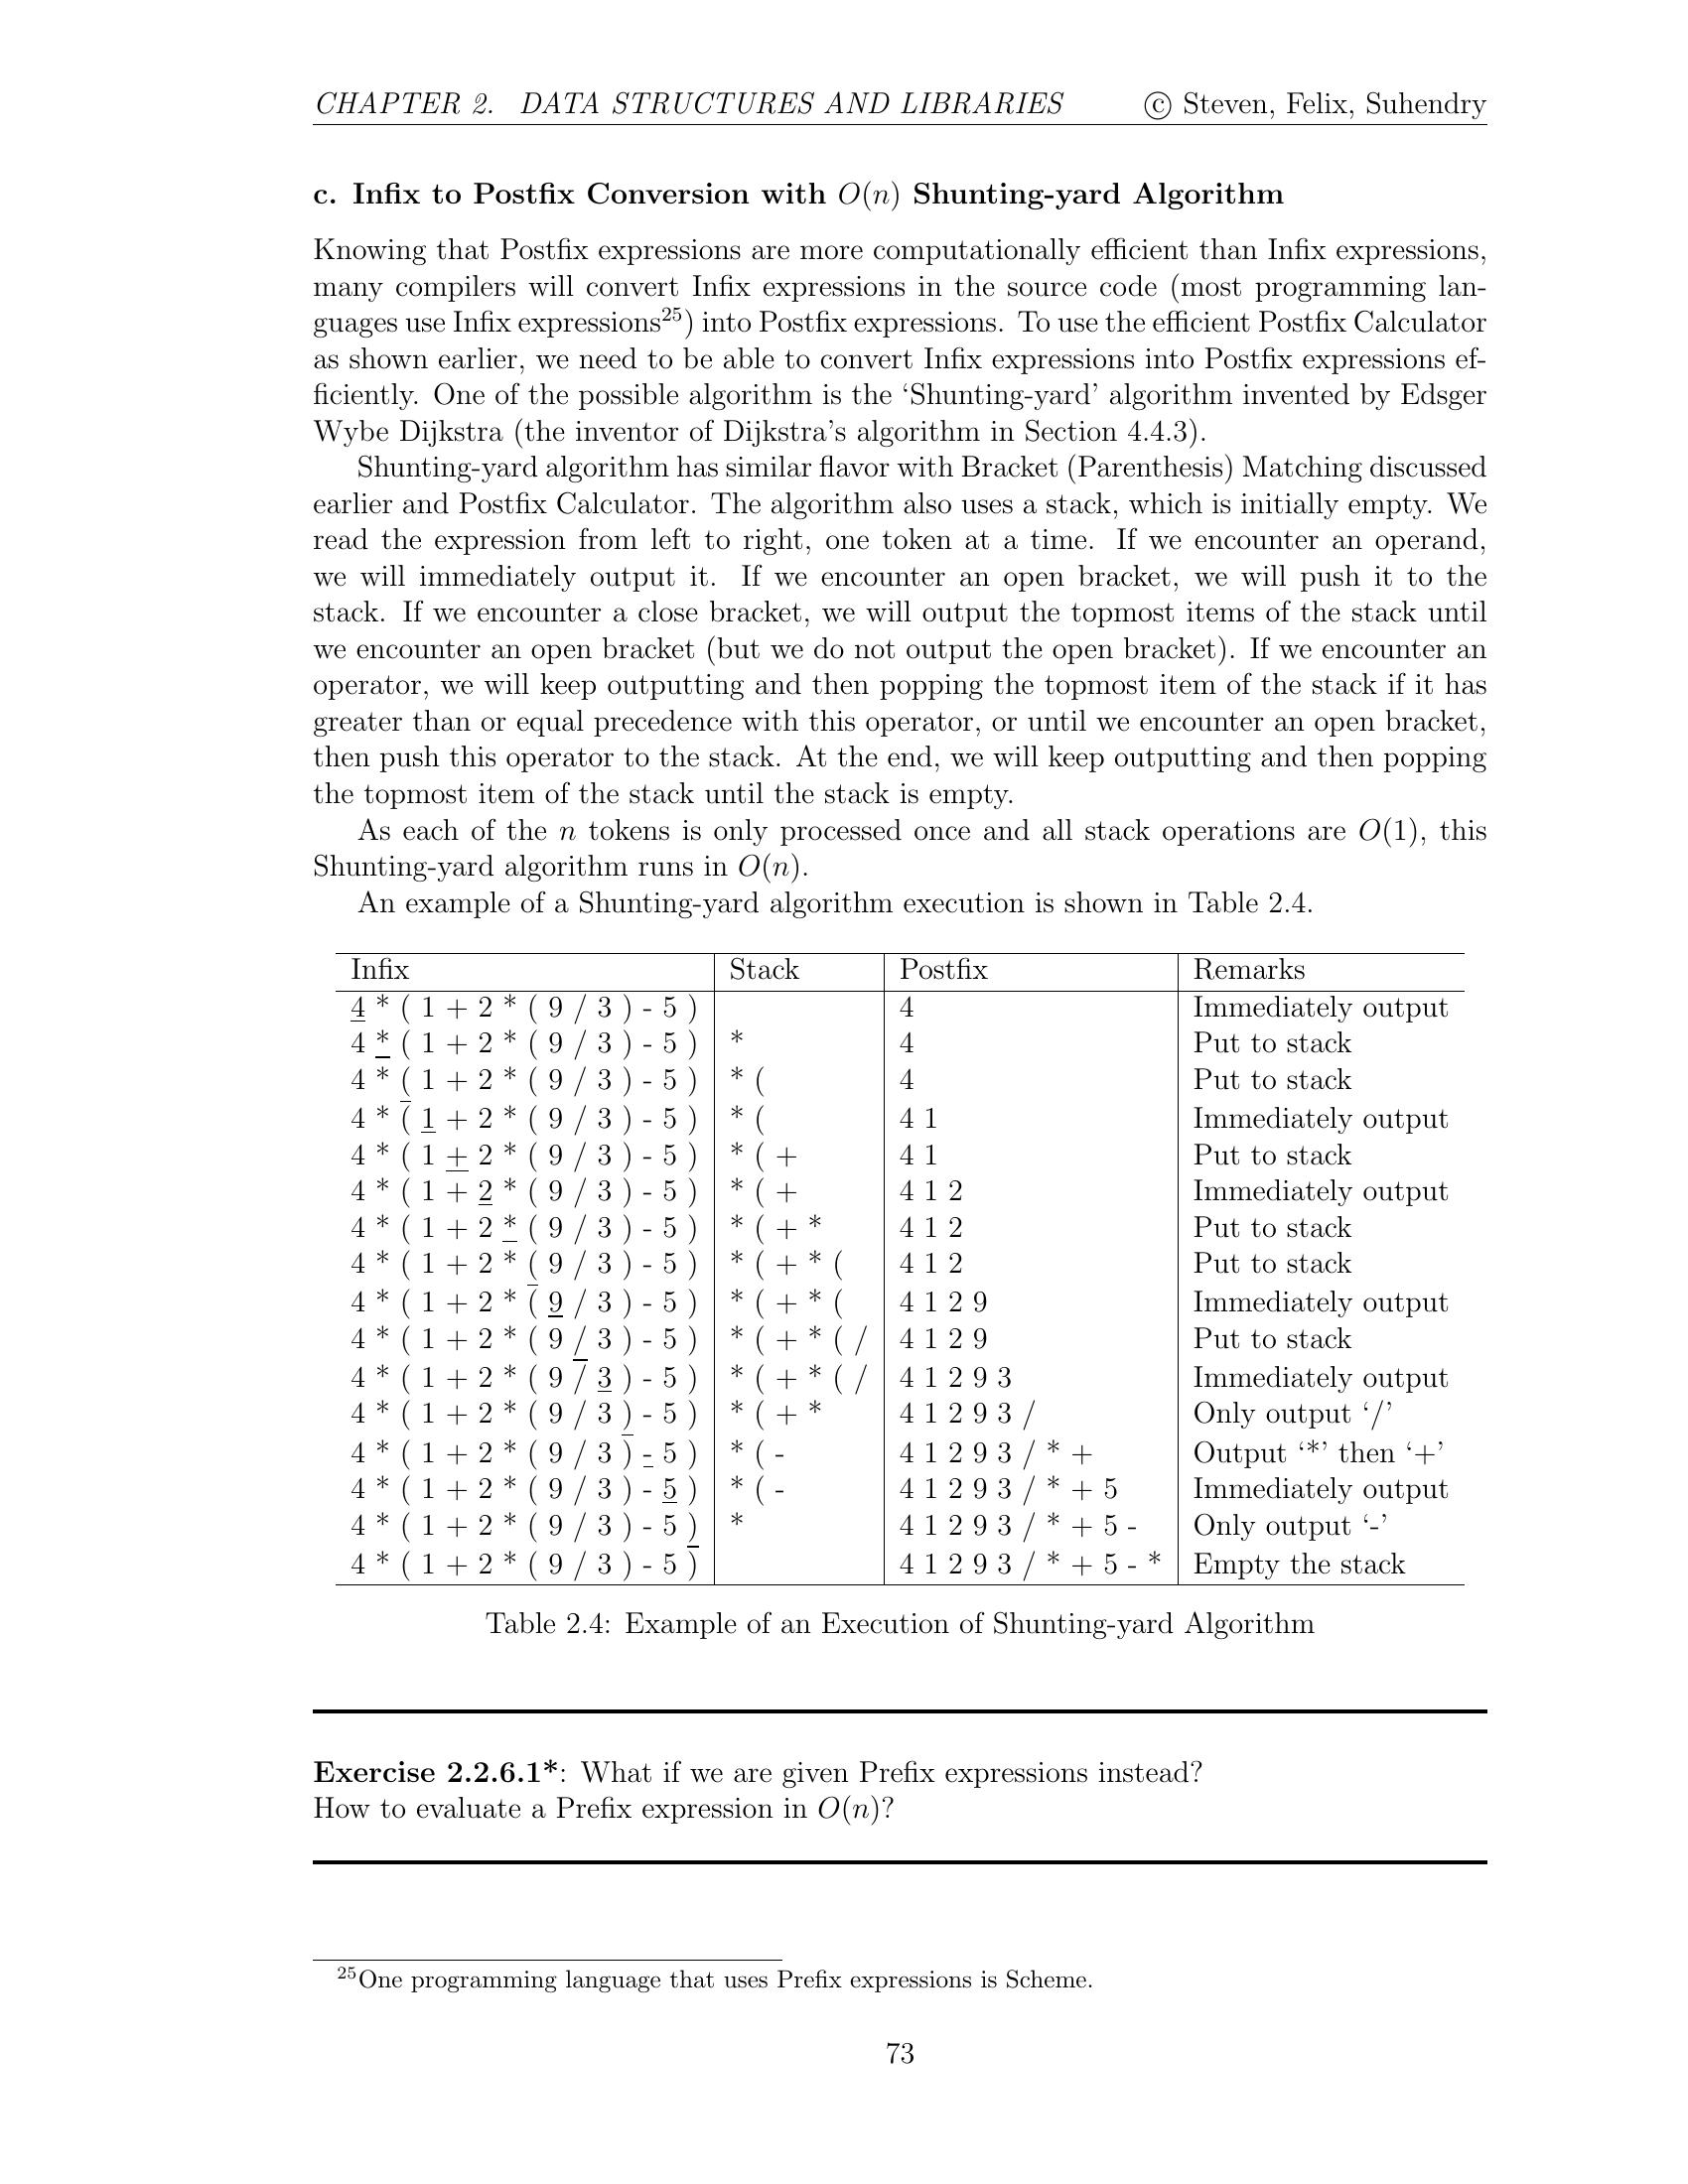 CHAPTER 2. DATA STRUCTURES AND LIBRARIES © Steven, Felix, Suhendry
c. Infix to Postfix Conversion with O(n) Shunting-yard Algorithm
Knowing that Postfix expressions are more computationally efficient than Infix expressions,
many compilers will convert Infix expressions in the source code (most programming lan-
guages use Infix expressions25) into Postfix expressions. To use the efficient Postfix Calculator
as shown earlier, we need to be able to convert Infix expressions into Postfix expressions ef-
ficiently. One of the possible algorithm is the ‘Shunting-yard’ algorithm invented by Edsger
Wybe Dijkstra (the inventor of Dijkstra’s algorithm in Section 4.4.3).
Shunting-yard algorithm has similar flavor with Bracket (Parenthesis) Matching discussed
earlier and Postfix Calculator. The algorithm also uses a stack, which is initially empty. We
read the expression from left to right, one token at a time. If we encounter an operand,
we will immediately output it. If we encounter an open bracket, we will push it to the
stack. If we encounter a close bracket, we will output the topmost items of the stack until
we encounter an open bracket (but we do not output the open bracket). If we encounter an
operator, we will keep outputting and then popping the topmost item of the stack if it has
greater than or equal precedence with this operator, or until we encounter an open bracket,
then push this operator to the stack. At the end, we will keep outputting and then popping
the topmost item of the stack until the stack is empty.
As each of the n tokens is only processed once and all stack operations are O(1), this
Shunting-yard algorithm runs in O(n).
An example of a Shunting-yard algorithm execution is shown in Table 2.4.
Infix Stack Postfix Remarks
4 * ( 1 + 2 * ( 9 / 3 ) - 5 ) 4 Immediately output
4 * ( 1 + 2 * ( 9 / 3 ) - 5 ) * 4 Put to stack
4 * ( 1 + 2 * ( 9 / 3 ) - 5 ) * ( 4 Put to stack
4 * ( 1 + 2 * ( 9 / 3 ) - 5 ) * ( 4 1 Immediately output
4 * ( 1 + 2 * ( 9 / 3 ) - 5 ) * ( + 4 1 Put to stack
4 * ( 1 + 2 * ( 9 / 3 ) - 5 ) * ( + 4 1 2 Immediately output
4 * ( 1 + 2 * ( 9 / 3 ) - 5 ) * ( + * 4 1 2 Put to stack
4 * ( 1 + 2 * ( 9 / 3 ) - 5 ) * ( + * ( 4 1 2 Put to stack
4 * ( 1 + 2 * ( 9 / 3 ) - 5 ) * ( + * ( 4 1 2 9 Immediately output
4 * ( 1 + 2 * ( 9 / 3 ) - 5 ) * ( + * ( / 4 1 2 9 Put to stack
4 * ( 1 + 2 * ( 9 / 3 ) - 5 ) * ( + * ( / 4 1 2 9 3 Immediately output
4 * ( 1 + 2 * ( 9 / 3 ) - 5 ) * ( + * 4 1 2 9 3 / Only output ‘/’
4 * ( 1 + 2 * ( 9 / 3 ) - 5 ) * ( - 4 1 2 9 3 / * + Output ‘*’ then ‘+’
4 * ( 1 + 2 * ( 9 / 3 ) - 5 ) * ( - 4 1 2 9 3 / * + 5 Immediately output
4 * ( 1 + 2 * ( 9 / 3 ) - 5 ) * 4 1 2 9 3 / * + 5 - Only output ‘-’
4 * ( 1 + 2 * ( 9 / 3 ) - 5 ) 4 1 2 9 3 / * + 5 - * Empty the stack
Table 2.4: Example of an Execution of Shunting-yard Algorithm
Exercise 2.2.6.1*: What if we are given Prefix expressions instead?
How to evaluate a Prefix expression in O(n)?
25One programming language that uses Prefix expressions is Scheme.
73